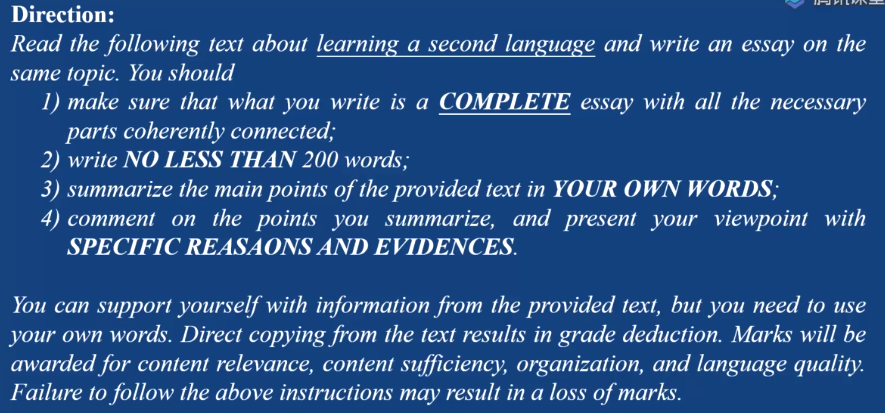 Direction:
Read the following text about learning a second language and write an essay on the
same topic. You should
1) make sure that what you write is a COMPLETE essay with all the necessary
parts coherently connected;
2) write NO LESS THAN 200 words;
3) summarize the main points of the provided text in YOUR OWN WORDS;
4) comment on the points you summarize, and present your viewpoint with
SPECIFIC REASAONS AND EVIDENCES.
You can support yourself with information from the provided text, but you need to use
your own words. Direct copying from the text results in grade deduction. Marks will be
awarded for content relevance, content sufficiency, organization, and language quality.
Failure to follow the above instructions may result in a loss of marks.